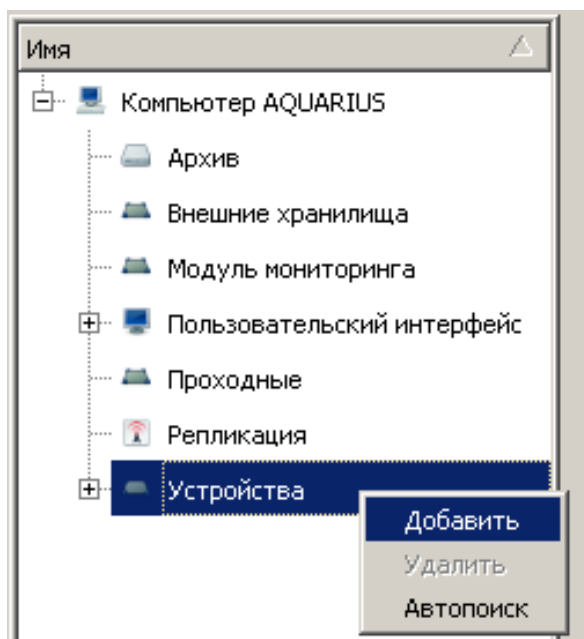 Имя
Компьютер AQUARIUS
Архив
Внешние хранилища
Модуль мониторинга
Пользовательский интерфейс
Проходные
Репликация
Устройства
Добавить
Удалить
Автопоиск